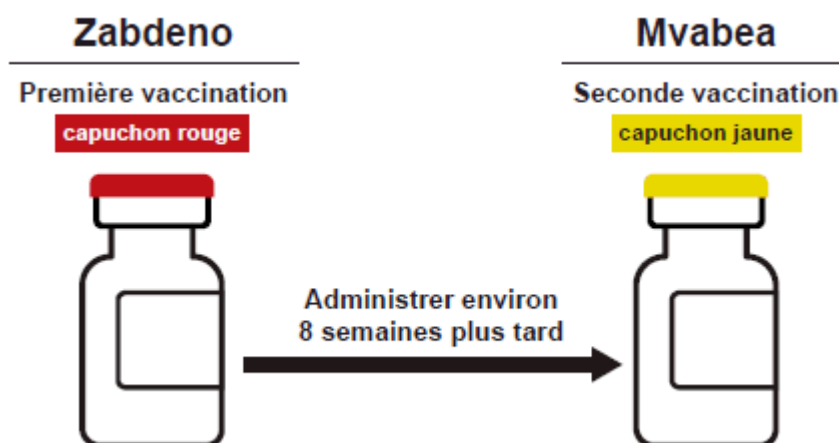 Zabdeno
Première vaccination
capuchon rouge
Mvabea
Seconde vaccination
capuchon jaune
Administrer environ
8 semaines plus tard